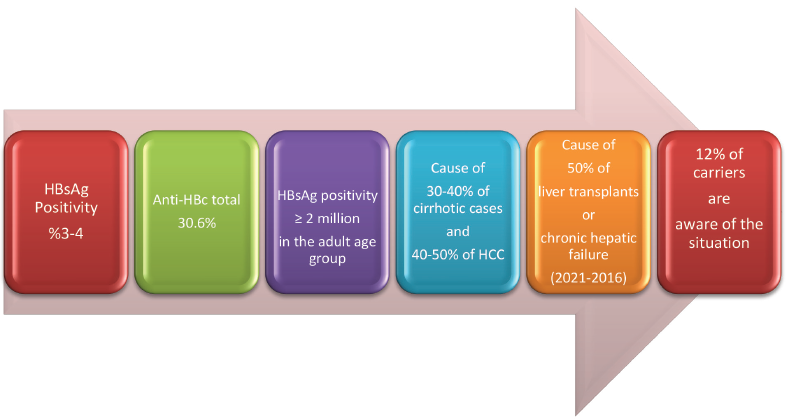 HBsAg
Positivity
%3-4
Anti-HBc total
30.6%
HBsAg positivity
≥ 2 million
in the adult age
group
Cause of
30-40% of
cirrhotic cases
and
40-50% of HCC
Cause of
50% of
liver transplants
or
chronic hepatic
failure
(2021-2016)
12% of
carriers
are
aware of the
situation